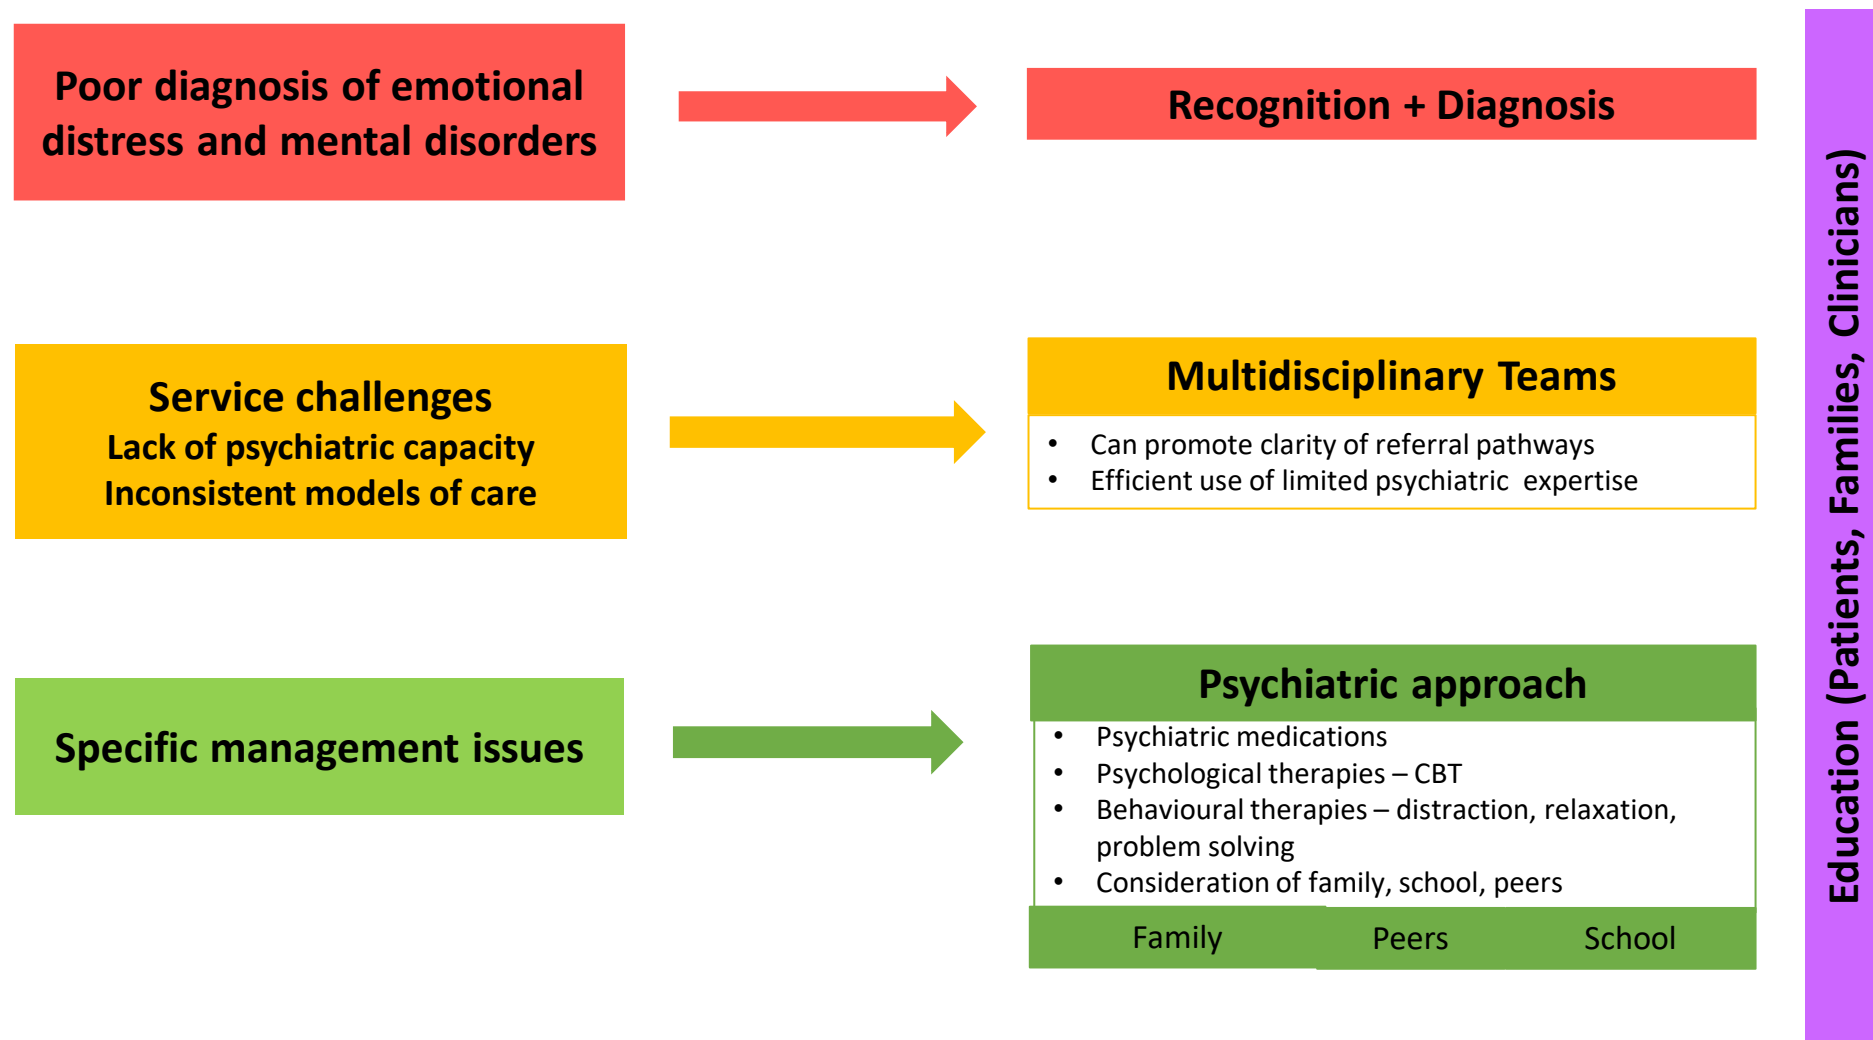 Poor diagnosis of emotional
distress and mental disorders
Recognition + Diagnosis
Service challenges
Lack of psychiatric capacity
Inconsistent models of care
Multidisciplinary Teams
• Can promote clarity of referral pathways
• Efficient use of limited psychiatric expertise
Specific management issues
Psychiatric approach
• Psychiatric medications
• Psychological therapies – CBT
• Behavioural therapies – distraction, relaxation,
problem solving
• Consideration of family, school, peers
Family Peers School
Education (Patients, Families, Clinicians)